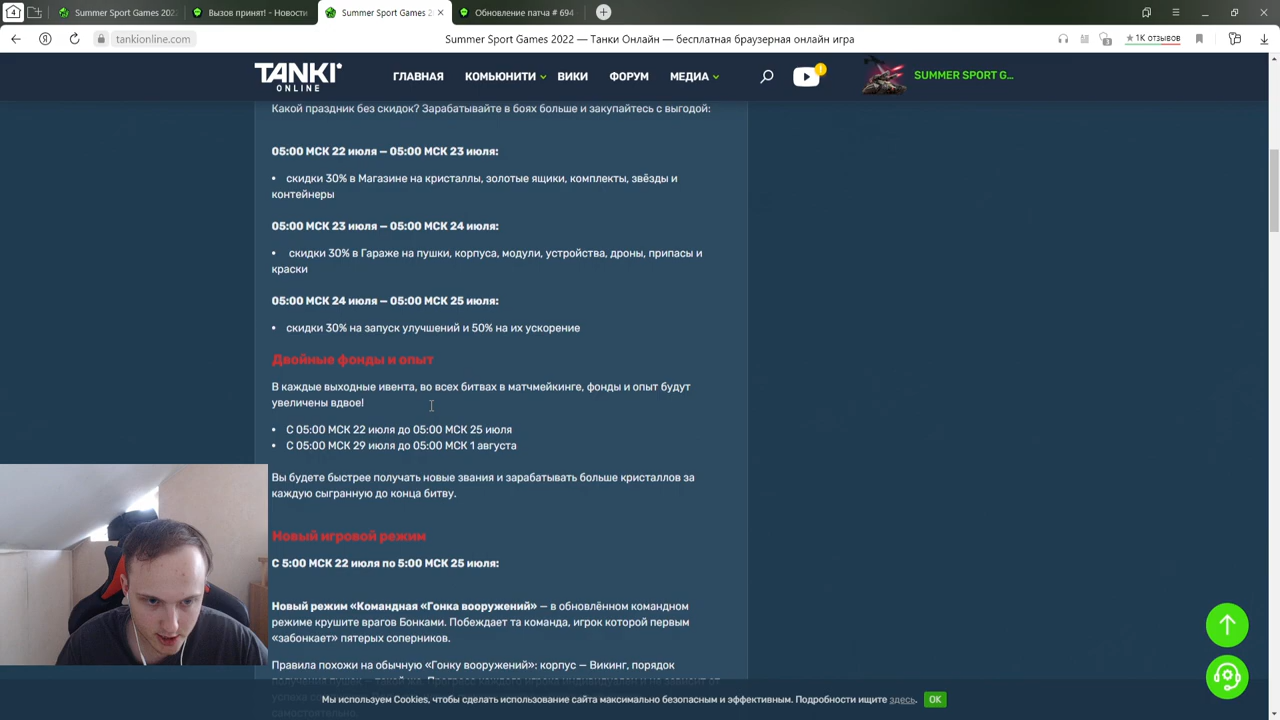 4
Summer Sport Games 2022
Вызов принят! - Новости
Summer Sport Games 2
Обновление патча # 694
tankionline.com
Summer Sport Games 2022 — Танки Онлайн — бесплатная браузерная онлайн игра
★1K отзывов
TANKI
ONLINE
ГЛАВНАЯ
КОМЬЮНИТИ
ВИКИ
ФОРУМ
МЕДИА
SUMMER SPORT G...
Какой праздник без скидок? Зарабатывайте в боях больше и закупайтесь с выгодой:
05:00 МСК 22 июля — 05:00 МСК 23 июля:
• скидки 30% в Магазине на кристаллы, золотые ящики, комплекты, звёзды и
контейнеры
05:00 МСК 23 июля — 05:00 МСК 24 июля:
• скидки 30% в Гараже на пушки, корпуса, модули, устройства, дроны, припасы и
краски
05:00 МСК 24 июля — 05:00 МСК 25 июля:
• скидки 30% на запуск улучшений и 50% на их ускорение
Двойные фонды и опыт
В каждые выходные ивента, во всех битвах в матчмейкинге, фонды и опыт будут
увеличены вдвое!
• С 05:00 МСК 22 июля до 05:00 МСК 25 июля
• С 05:00 МСК 29 июля до 05:00 МСК 1 августа
Вы будете быстрее получать новые звания и зарабатывать больше кристаллов за
каждую сыгранную до конца битву.
Новый игровой режим
С 5:00 МСК 22 июля по 5:00 МСК 25 июля:
Новый режим «Командная «Гонка вооружений» — в обновлённом командном
режиме крушите врагов Бонками. Побеждает та команда, игрок которой первым
«забонкает» пятерых соперников.
Правила похожи на обычную «Гонку вооружений»: корпус — Викинг, порядок
Мы используем Cookies, чтобы сделать использование сайта максимально безопасным и эффективным. Подробности ищите здесь.
OK